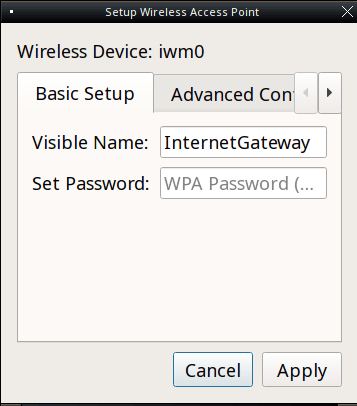 Setup Wireless Access Point
Wireless Device: iwm0
Basic Setup
Advanced Con
Visible Name: InternetGateway
Set Password: WPA Password (...
Cancel Apply